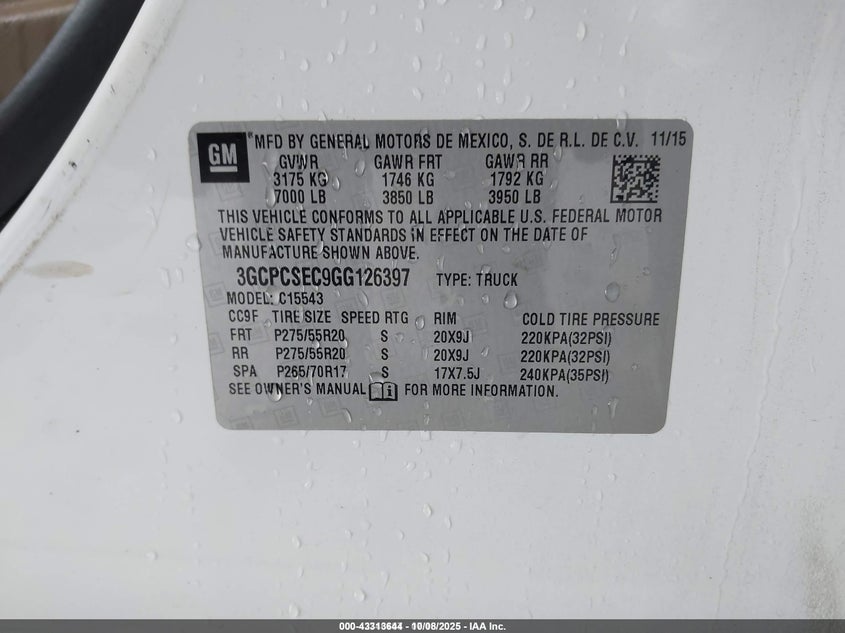 GM
®MFD BY GENERAL MOTORS DE MEXICO, S. DE R.L. DE C.V. 11/15
GVWR GAWR FRT GAWR RR
3175 KG 1746 KG 1792 KG
7000 LB 3850 LB 3950 LB
THIS VEHICLE CONFORMS TO ALL APPLICABLE U.S. FEDERAL MOTOR
VEHICLE SAFETY STANDARDS IN EFFECT ON THE DATE OF
MANUFACTURE SHOWN ABOVE.
3GCPCSEC9GG126397 TYPE: TRUCK
MODEL: C15543
CC9F TIRE SIZE SPEED RTG RIM COLD TIRE PRESSURE
FRT P275/55R20 S 20X9J 220KPA(32PSI)
RR P275/55R20 S 20X9J 220KPA(32PSI)
SPA P265/70R17 S 17X7.5J 240KPA(35PSI)
SEE OWNER'S MANUAL FOR MORE INFORMATION.
000-43313644 - 10/08/2025 - IAA Inc.